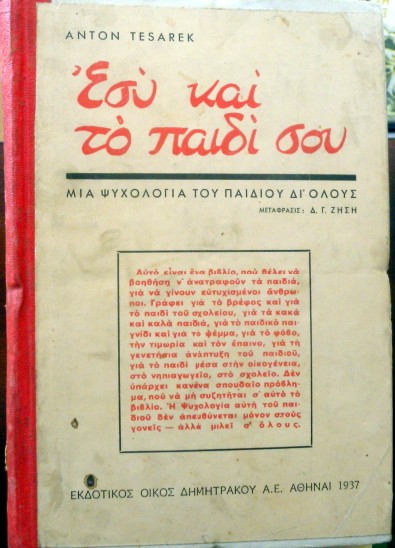 ANTON TESAREK
Ἐσὺ καὶ
τὸ παιδὶ σου
ΜΙΑ ΨΥΧΟΛΟΓΙΑ ΤΟΥ ΠΑΙΔΙΟΥ ΔΙ' ΟΛΟΥΣ
ΜΕΤΑΦΡΑΣΙΣ: Δ. Γ. ΖΗΣΗ
Αὐτὸ εἶναι ἕνα βιβλίο, ποὺ θέλει νὰ
βοηθήσῃ ν' ἀνατραφοῦν τὰ παιδιά,
γιὰ νὰ γίνουν εὐτυχισμένοι ἄνθρω-
ποι. Γράφει γιὰ τὸ βρέφος καὶ γιὰ
τὸ παιδὶ τοῦ σχολείου, γιὰ τὰ κακὰ
καὶ καλὰ παιδιά, γιὰ τὸ παιδικὸ παι-
γνίδι καὶ γιὰ τὸ ψέμμα, γιὰ τὸ φόβο,
τὴν τιμωρία καὶ τὸν ἔπαινο, γιὰ τὴ
γενετήσια ἀνάπτυξη τοῦ παιδιοῦ,
γιὰ τὸ παιδὶ μέσα στὴν οἰκογένεια,
στὸ νηπιαγωγεῖο, στὸ σχολεῖο. Δὲν
ὑπάρχει κανένα σπουδαῖο πρόβλη-
μα, ποὺ νὰ μὴ συζητῆται σ' αὐτὸ τὸ
βιβλίο. Ἡ Ψυχολογία αὐτὴ τοῦ παι-
διοῦ δὲν ἀπευθύνεται μόνον στοὺς
γονεῖς — ἀλλὰ μιλεῖ σ' ὅλους.
ΕΚΔΟΤΙΚΟΣ ΟΙΚΟΣ ΔΗΜΗΤΡΑΚΟΥ Α.Ε. ΑΘΗΝΑΙ 1937